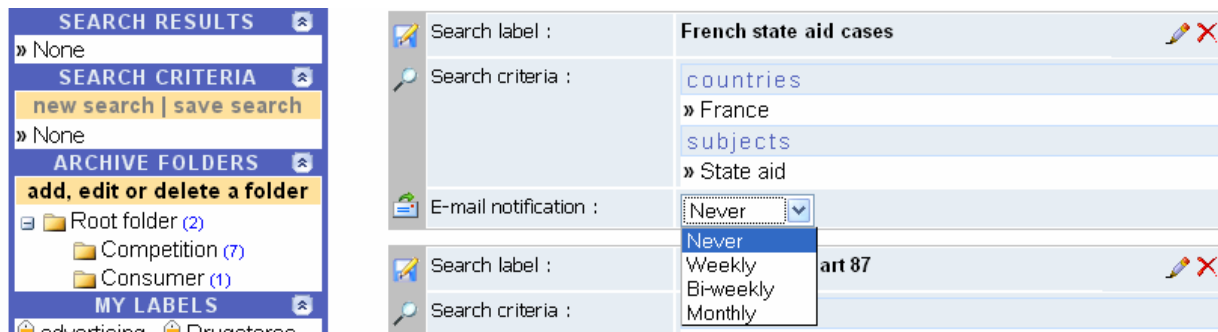 SEARCH RESULTS
» None
SEARCH CRITERIA
new search | save search
» None
ARCHIVE FOLDERS
add, edit or delete a folder
Root folder (2)
Competition (7)
Consumer (1)
MY LABELS
advertising Drugstores
Search label : French state aid cases
Search criteria : countries
» France
subjects
» State aid
E-mail notification : Never
Never
Weekly
Bi-weekly
Monthly
Search label : art 87
Search criteria :